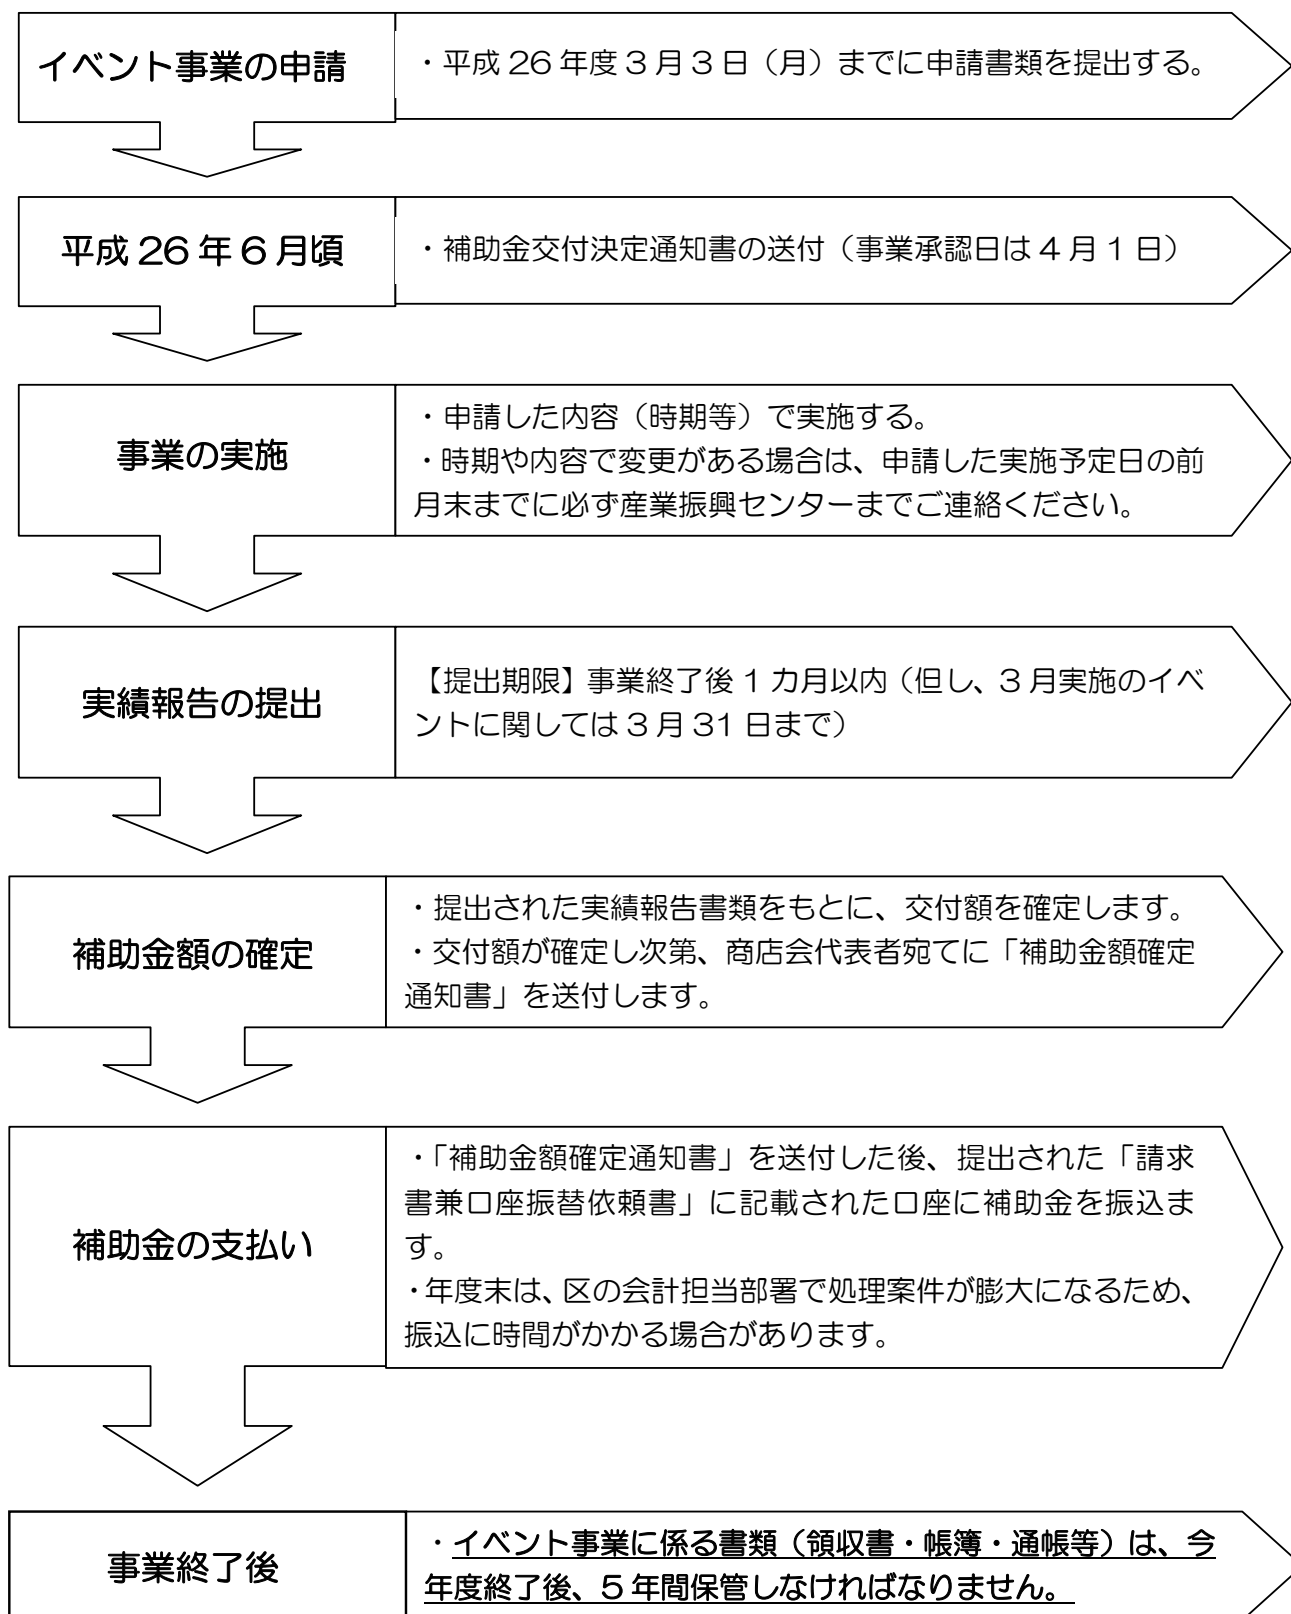 イベント事業の申請
・平成 26 年度 3 月 3 日（月）までに申請書類を提出する。
平成 26 年 6 月頃
・補助金交付決定通知書の送付（事業承認日は 4 月 1 日）
事業の実施
・申請した内容（時期等）で実施する。
・時期や内容で変更がある場合は、申請した実施予定日の前
月末までに必ず産業振興センターまでご連絡ください。
実績報告の提出
【提出期限】事業終了後 1 カ月以内（但し、3 月実施のイベ
ントに関しては 3 月 31 日まで）
補助金額の確定
・提出された実績報告書類をもとに、交付額を確定します。
・交付額が確定し次第、商店会代表者宛てに「補助金額確定
通知書」を送付します。
補助金の支払い
・「補助金額確定通知書」を送付した後、提出された「請求
書兼口座振替依頼書」に記載された口座に補助金を振込ま
す。
・年度末は、区の会計担当部署で処理案件が膨大になるため、
振込に時間がかかる場合があります。
事業終了後
・イベント事業に係る書類（領収書・帳簿・通帳等）は、今
年度終了後、5 年間保管しなければなりません。